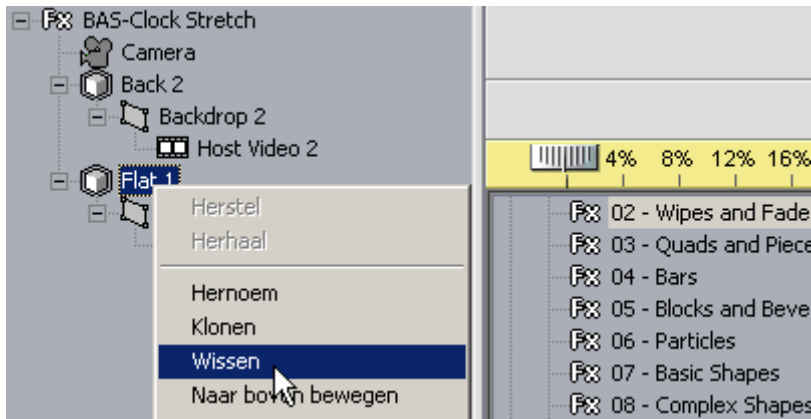 BAS-Clock Stretch
Camera
Back 2
Backdrop 2
Host Video 2
Flat 1
Herstel
Herhaal
Hernoem
Klonen
Wissen
Naar boven bewegen
4% 8% 12% 16%
02 - Wipes and Fade
03 - Quads and Piece
04 - Bars
05 - Blocks and Beve
06 - Particles
07 - Basic Shapes
08 - Complex Shapes